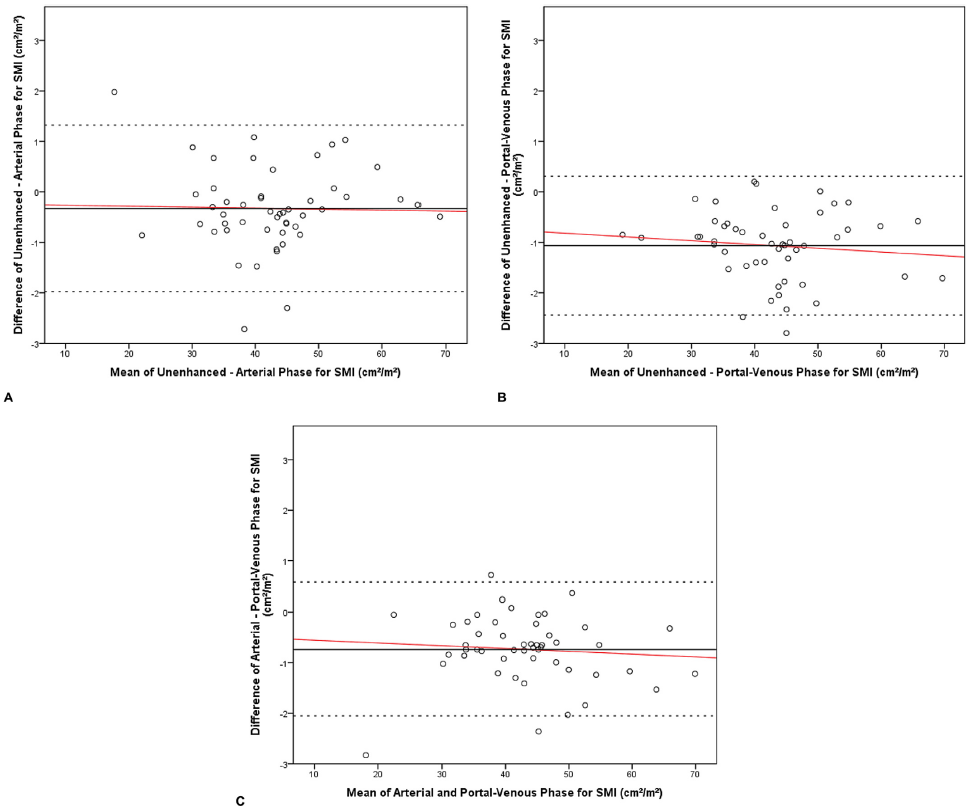 Difference of Unenhanced - Arterial Phase for SMI (cm²/m²)
3
2
1
0
-1
-2
-3
10 20 30 40 50 60 70
Mean of Unenhanced - Arterial Phase for SMI (cm²/m²)
A
Difference of Unenhanced - Portal-Venous Phase for SMI
(cm²/m²)
3
2
1
0
-1
-2
-3
10 20 30 40 50 60 70
Mean of Unenhanced - Portal-Venous Phase for SMI (cm²/m²)
B
Difference of Arterial - Portal-Venous Phase for SMI
(cm²/m²)
3
2
1
0
-1
-2
-3
10 20 30 40 50 60 70
Mean of Arterial and Portal-Venous Phase for SMI (cm²/m²)
C